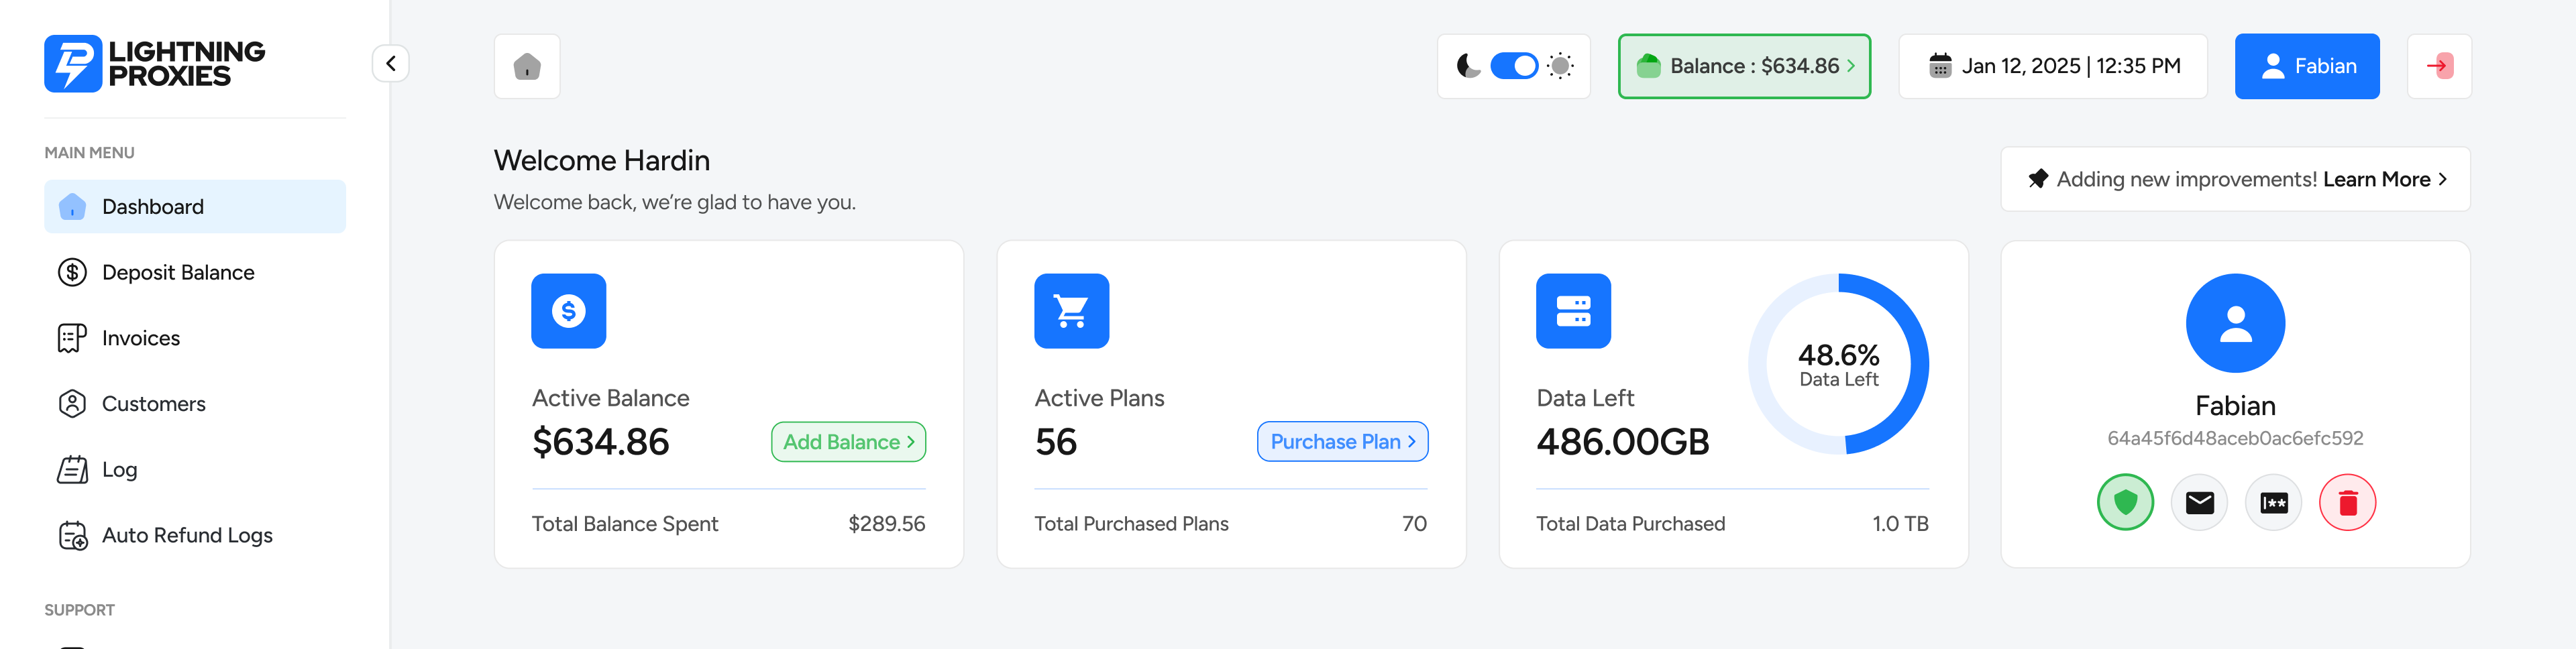 LIGHTNING
PROXIES
MAIN MENU
Dashboard
Deposit Balance
Invoices
Customers
Log
Auto Refund Logs
SUPPORT
Balance : $634.86
Jan 12, 2025 | 12:35 PM
Fabian
Welcome Hardin
Welcome back, we’re glad to have you.
Adding new improvements! Learn More
Active Balance
$634.86
Add Balance
Total Balance Spent $289.56
Active Plans
56
Purchase Plan
Total Purchased Plans 70
Data Left
486.00GB
48.6%
Data Left
Total Data Purchased 1.0 TB
Fabian
64a45f6d48aceb0ac6efc592